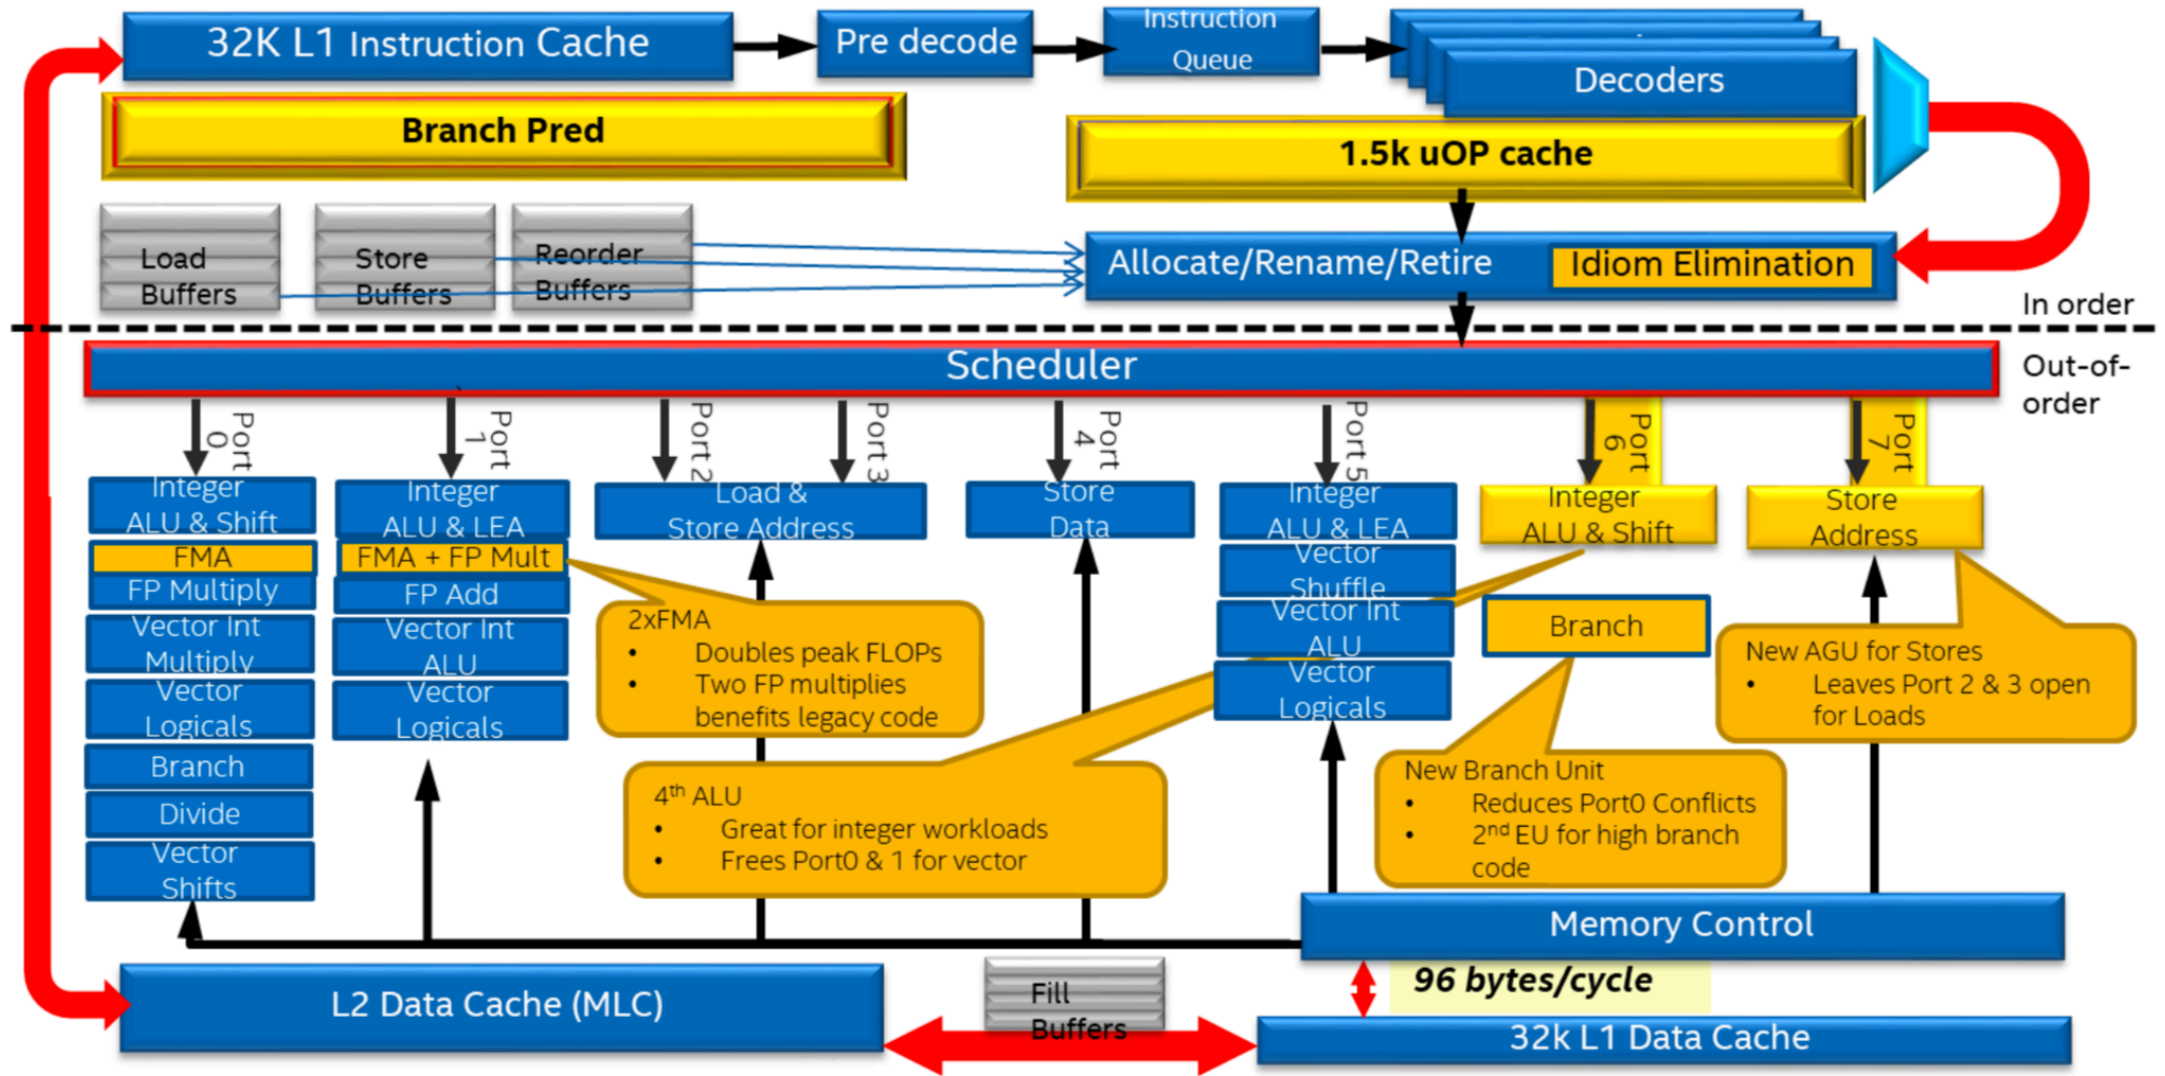 32K L1 Instruction Cache
Pre decode
Instruction
Queue
Decoders
Branch Pred
1.5k uOP cache
Load
Buffers
Store
Buffers
Reorder
Buffers
Allocate/Rename/Retire
Idiom Elimination
In order
Out-of-
order
Scheduler
Port
0
Port
1
Port 2
Port 3
Port
4
Port 5
Port
6
Port
7
Integer
ALU & Shift
FMA
FP Multiply
Vector Int
Multiply
Vector
Logicals
Branch
Divide
Vector
Shifts
Integer
ALU & LEA
FMA + FP Mult
FP Add
Vector Int
ALU
Vector
Logicals
Load &
Store Address
Store
Data
Integer
ALU & LEA
Vector
Shuffle
Vector Int
ALU
Vector
Logicals
Integer
ALU & Shift
Branch
Store
Address
2xFMA
• Doubles peak FLOPs
• Two FP multiplies
benefits legacy code
4th ALU
• Great for integer workloads
• Frees Port0 & 1 for vector
New Branch Unit
• Reduces Port0 Conflicts
• 2nd EU for high branch
code
New AGU for Stores
• Leaves Port 2 & 3 open
for Loads
Memory Control
96 bytes/cycle
L2 Data Cache (MLC)
Fill
Buffers
32k L1 Data Cache